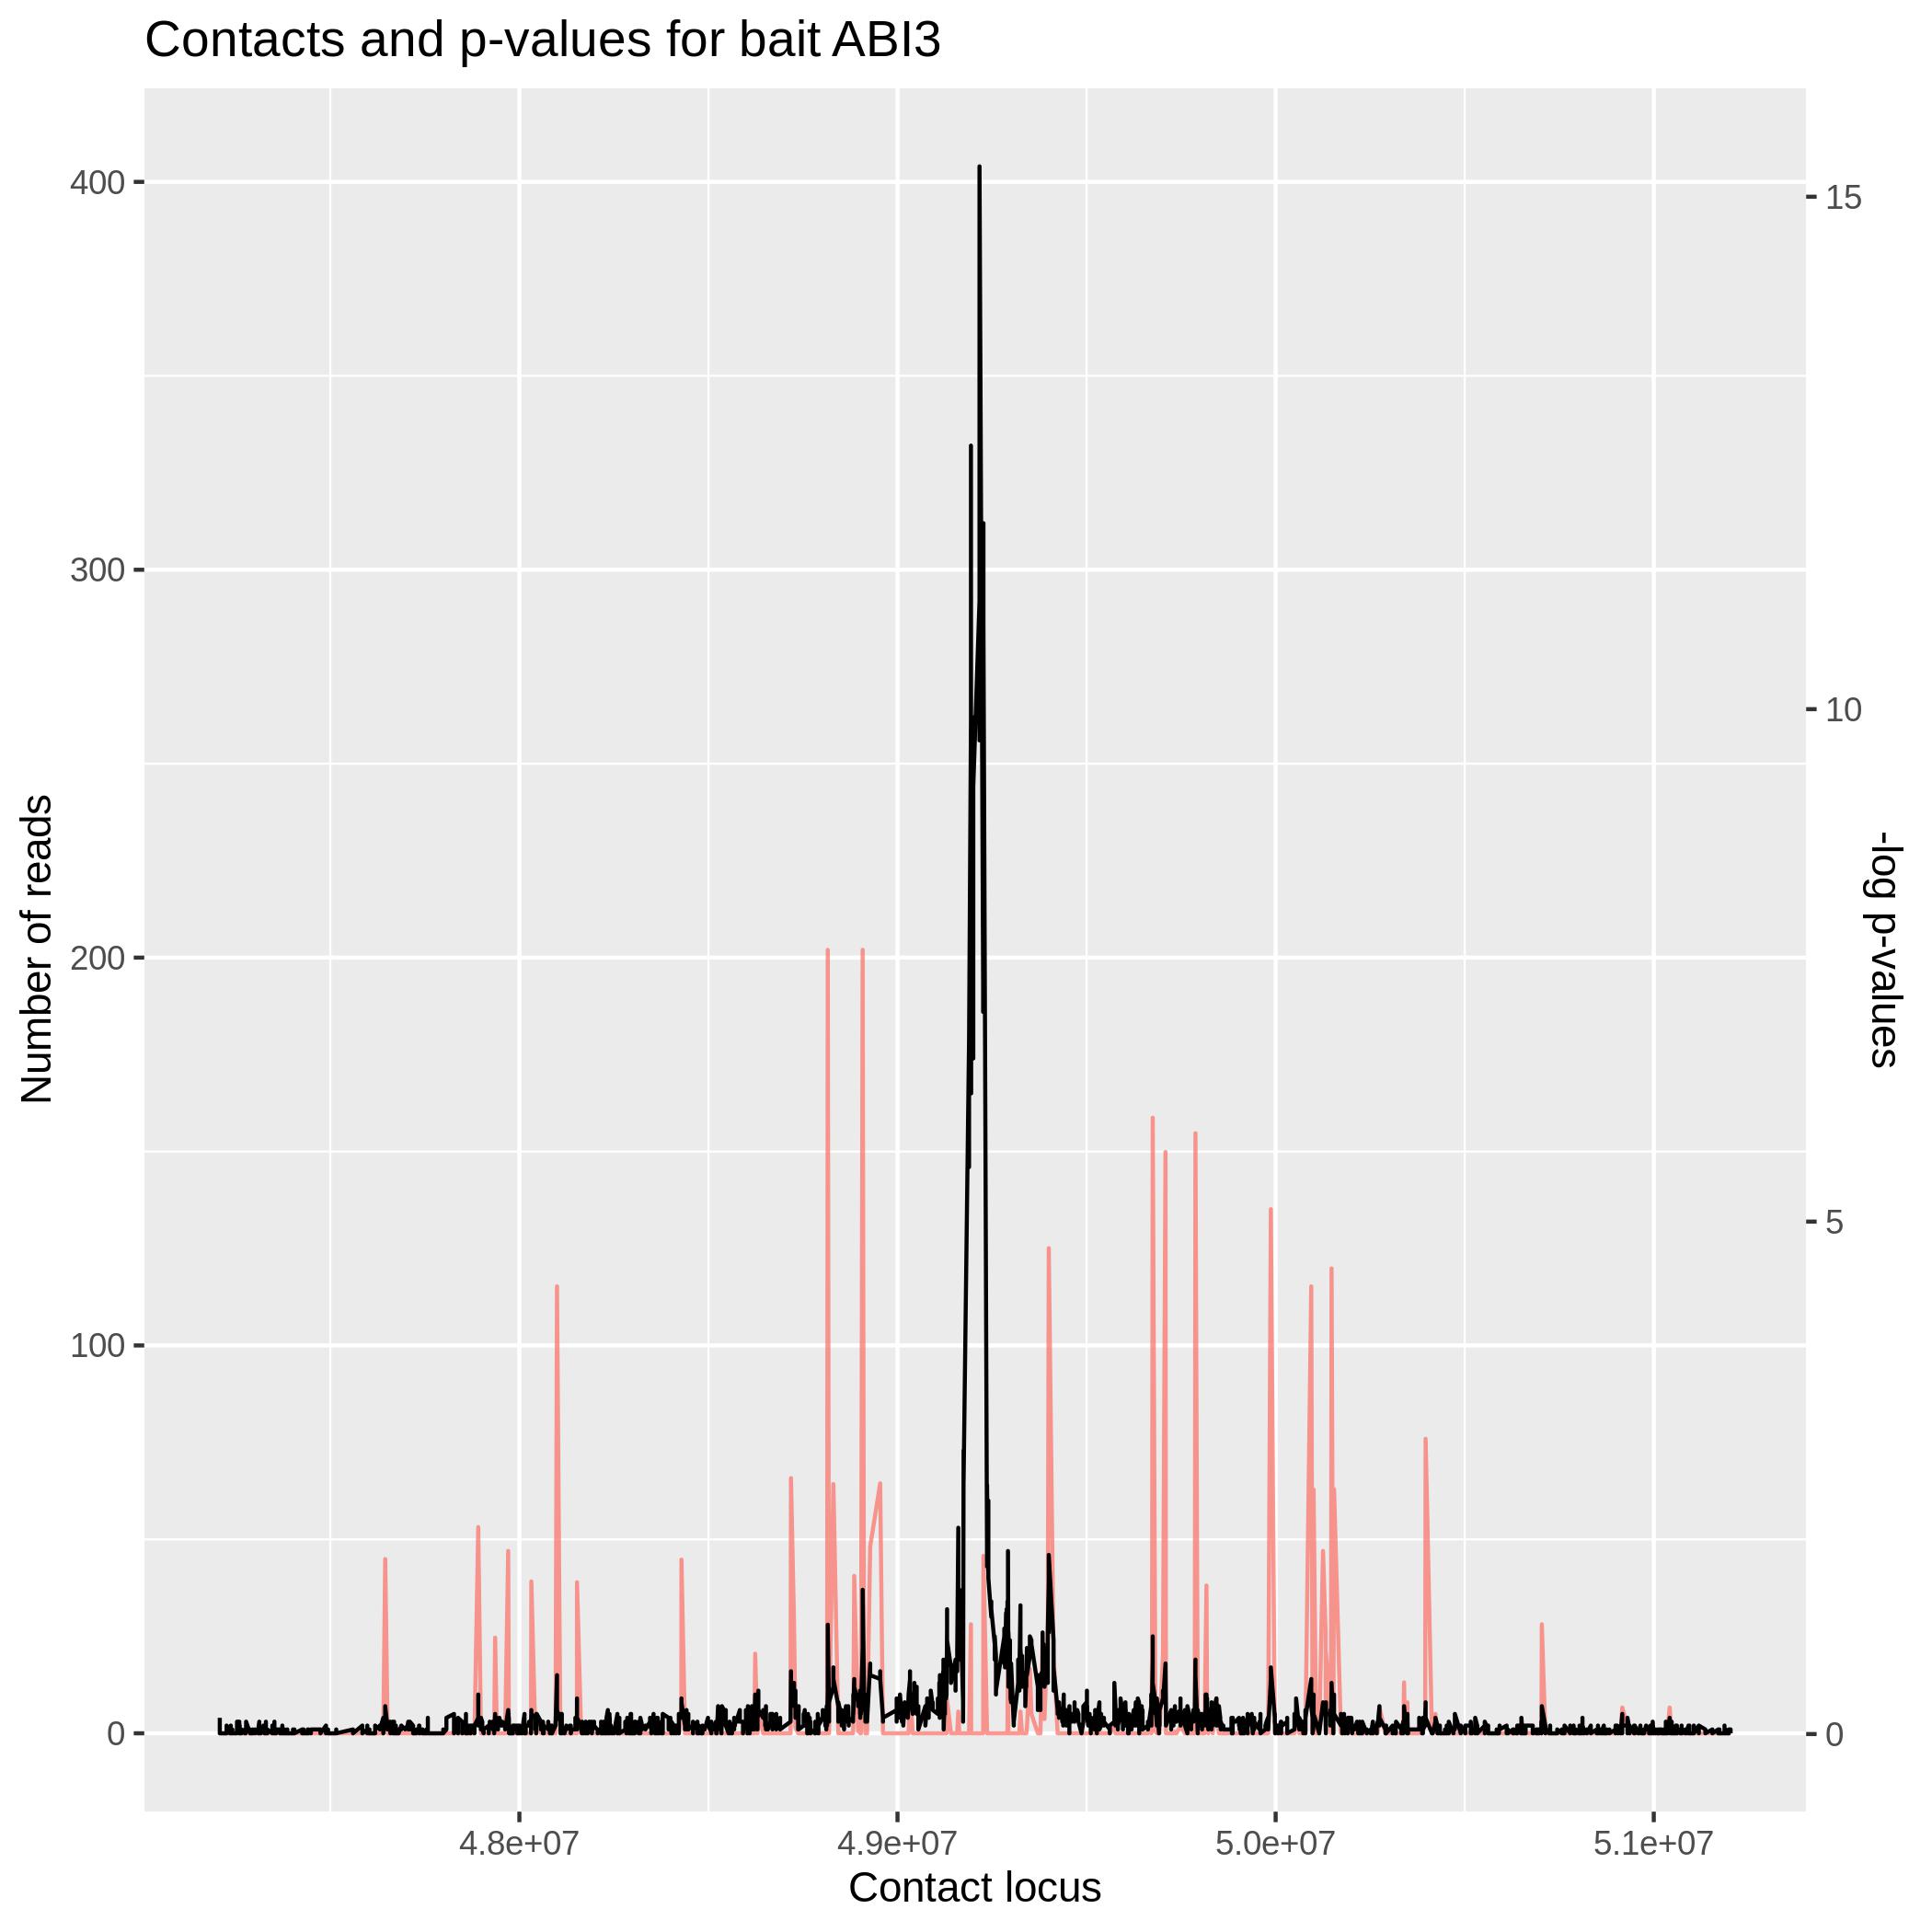 Contacts and p-values for bait ABI3
400
300
200
100
0
Number of reads
15
10
5
0
-log p-values
4.8e+07
4.9e+07
5.0e+07
5.1e+07
Contact locus